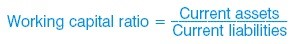 Working capital ratio = Current assets
Current liabilities